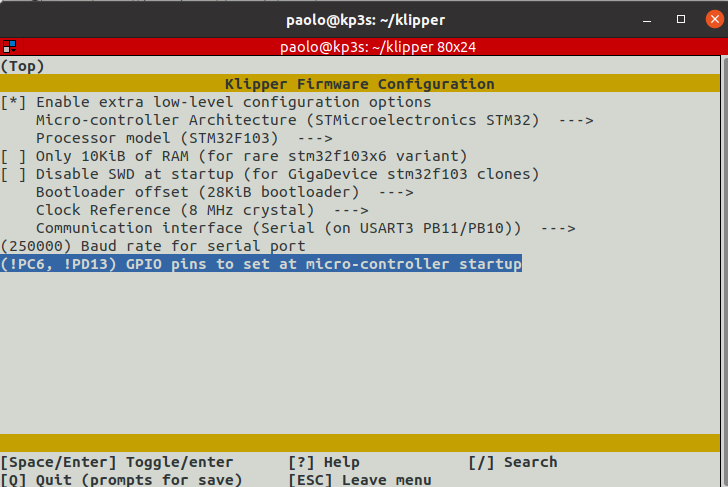 paolo@kp3s: ~/klipper
paolo@kp3s: ~/klipper 80x24
(Top)
Klipper Firmware Configuration
[*] Enable extra low-level configuration options
Micro-controller Architecture (STMicroelectronics STM32)  --->
Processor model (STM32F103)  --->
[ ] Only 10KiB of RAM (for rare stm32f103x6 variant)
[ ] Disable SWD at startup (for GigaDevice stm32f103 clones)
Bootloader offset (28KiB bootloader)  --->
Clock Reference (8 MHz crystal)  --->
Communication interface (Serial (on USART3 PB11/PB10))  --->
(250000) Baud rate for serial port
(!PC6, !PD13) GPIO pins to set at micro-controller startup
[Space/Enter] Toggle/enter [?] Help [/] Search
[Q] Quit (prompts for save) [ESC] Leave menu